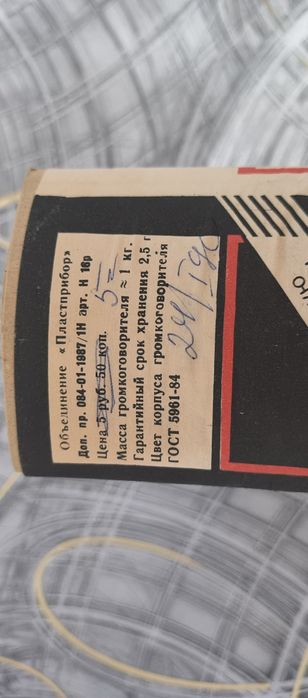 Объединение «Пластприбор»
Доп. пр. 084-01-1987/1Н арт. Н 16р
Цена 5 руб. 50 коп. 5=
Масса громкоговорителя ≈ 1 кг.
Гарантийный срок хранения 2,5 г
Цвет корпуса громкоговорителя
ГОСТ 5961-84